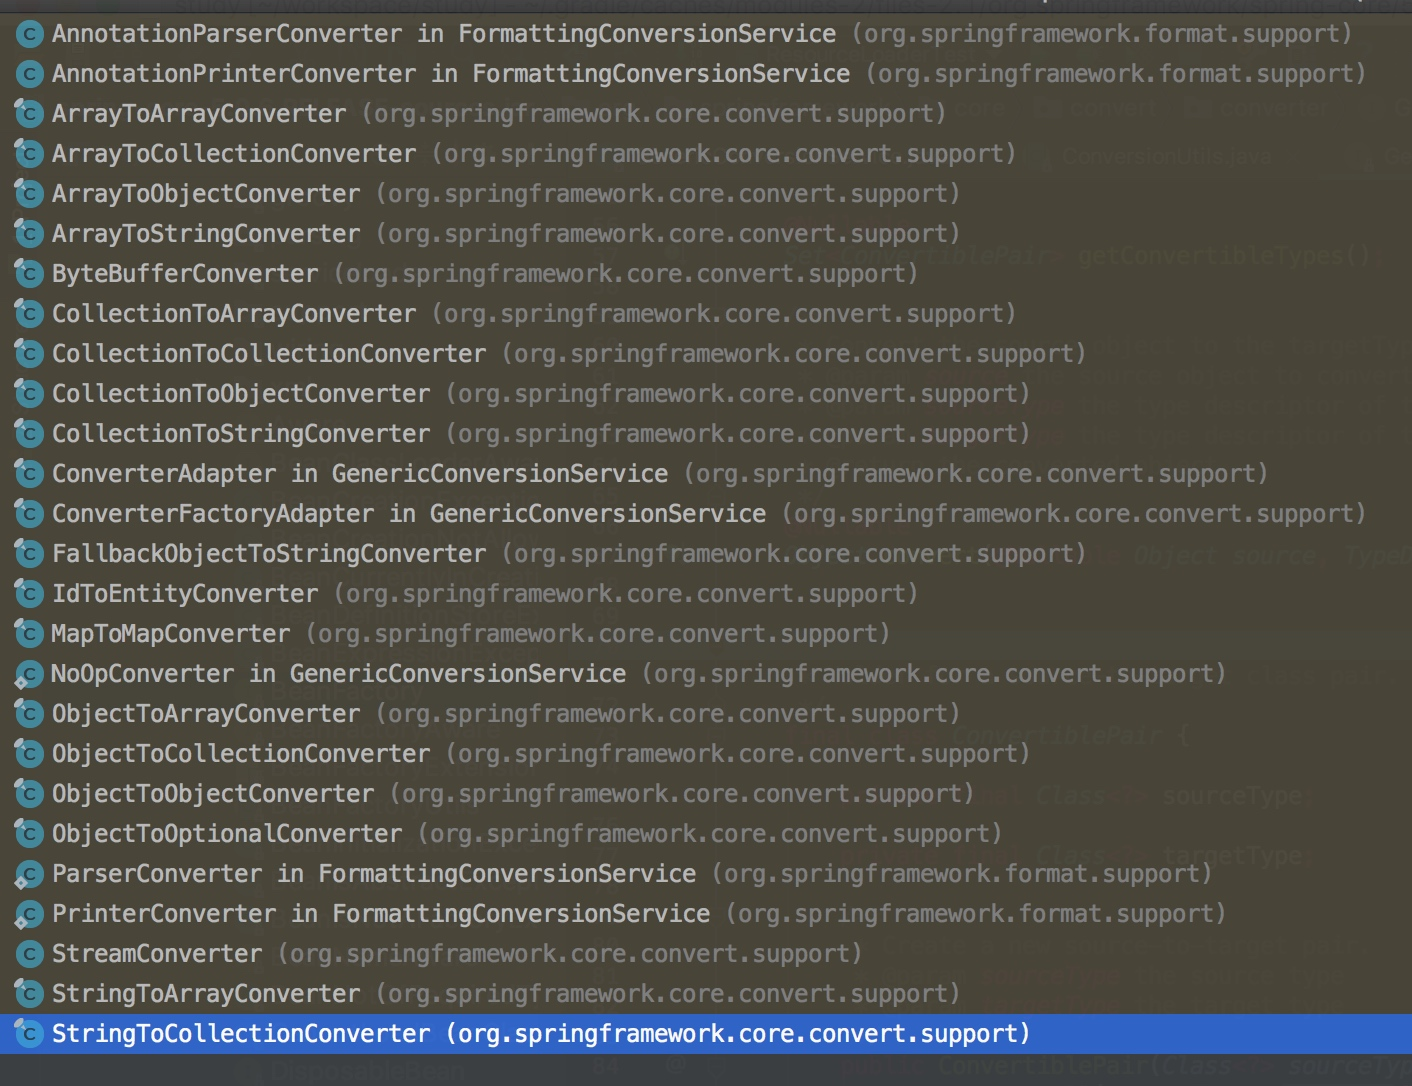 AnnotationParserConverter in FormattingConversionService (org.springframework.format.support)
AnnotationPrinterConverter in FormattingConversionService (org.springframework.format.support)
ArrayToArrayConverter (org.springframework.core.convert.support)
ArrayToCollectionConverter (org.springframework.core.convert.support)
ArrayToObjectConverter (org.springframework.core.convert.support)
ArrayToStringConverter (org.springframework.core.convert.support)
ByteBufferConverter (org.springframework.core.convert.support)
CollectionToArrayConverter (org.springframework.core.convert.support)
CollectionToCollectionConverter (org.springframework.core.convert.support)
CollectionToObjectConverter (org.springframework.core.convert.support)
CollectionToStringConverter (org.springframework.core.convert.support)
ConverterAdapter in GenericConversionService (org.springframework.core.convert.support)
ConverterFactoryAdapter in GenericConversionService (org.springframework.core.convert.support)
FallbackObjectToStringConverter (org.springframework.core.convert.support)
IdToEntityConverter (org.springframework.core.convert.support)
MapToMapConverter (org.springframework.core.convert.support)
NoOpConverter in GenericConversionService (org.springframework.core.convert.support)
ObjectToArrayConverter (org.springframework.core.convert.support)
ObjectToCollectionConverter (org.springframework.core.convert.support)
ObjectToObjectConverter (org.springframework.core.convert.support)
ObjectToOptionalConverter (org.springframework.core.convert.support)
ParserConverter in FormattingConversionService (org.springframework.format.support)
PrinterConverter in FormattingConversionService (org.springframework.format.support)
StreamConverter (org.springframework.core.convert.support)
StringToArrayConverter (org.springframework.core.convert.support)
StringToCollectionConverter (org.springframework.core.convert.support)